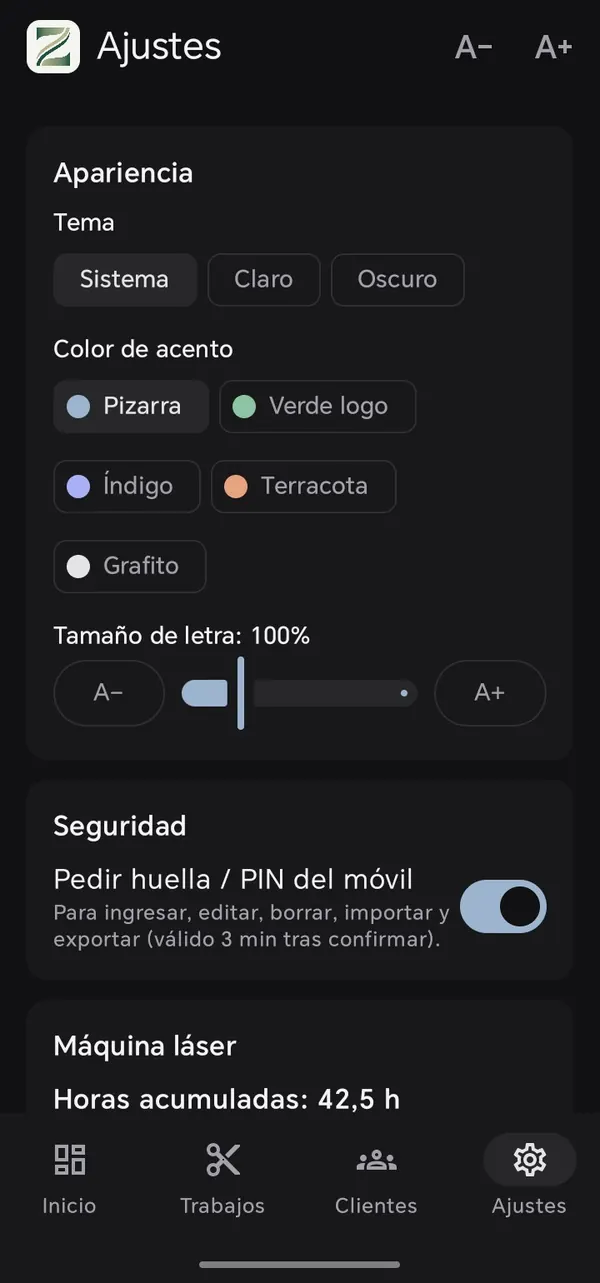 Ajustes
A− A+
Apariencia
Tema
Sistema Claro Oscuro
Color de acento
Pizarra Verde logo
Índigo Terracota
Grafito
Tamaño de letra: 100%
A− A+
Seguridad
Pedir huella / PIN del móvil
Para ingresar, editar, borrar, importar y
exportar (válido 3 min tras confirmar).
Máquina láser
Horas acumuladas: 42,5 h
Inicio Trabajos Clientes Ajustes